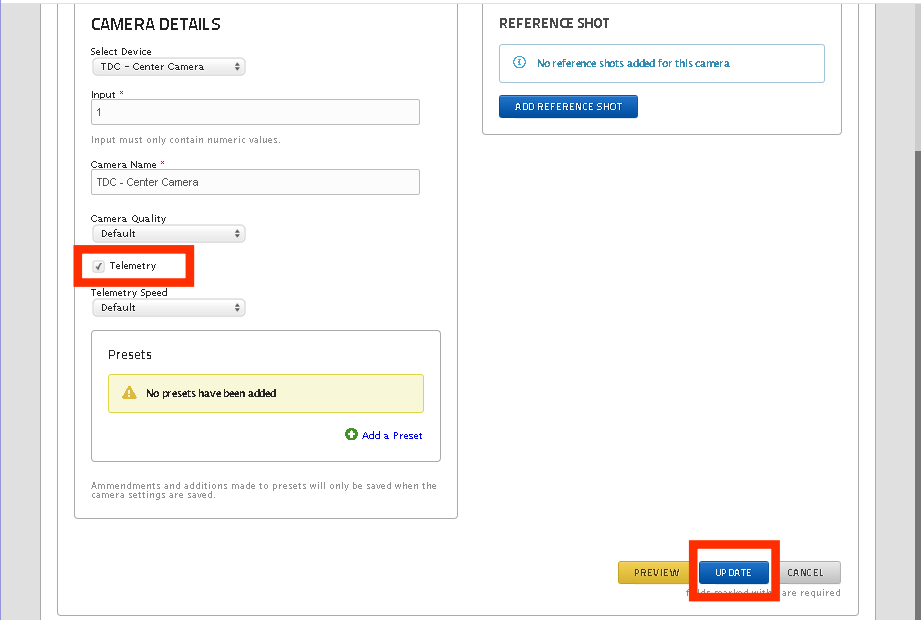 CAMERA DETAILS
Select Device
TDC - Center Camera
Input *
1
Input must only contain numeric values.
Camera Name *
TDC - Center Camera
Camera Quality
Default
Telemetry
Telemetry Speed
Default
Presets
No presets have been added
Add a Preset
Ammendments and additions made to presets will only be saved when the
camera settings are saved.
REFERENCE SHOT
No reference shots added for this camera
ADD REFERENCE SHOT
PREVIEW UPDATE CANCEL
marked with are required